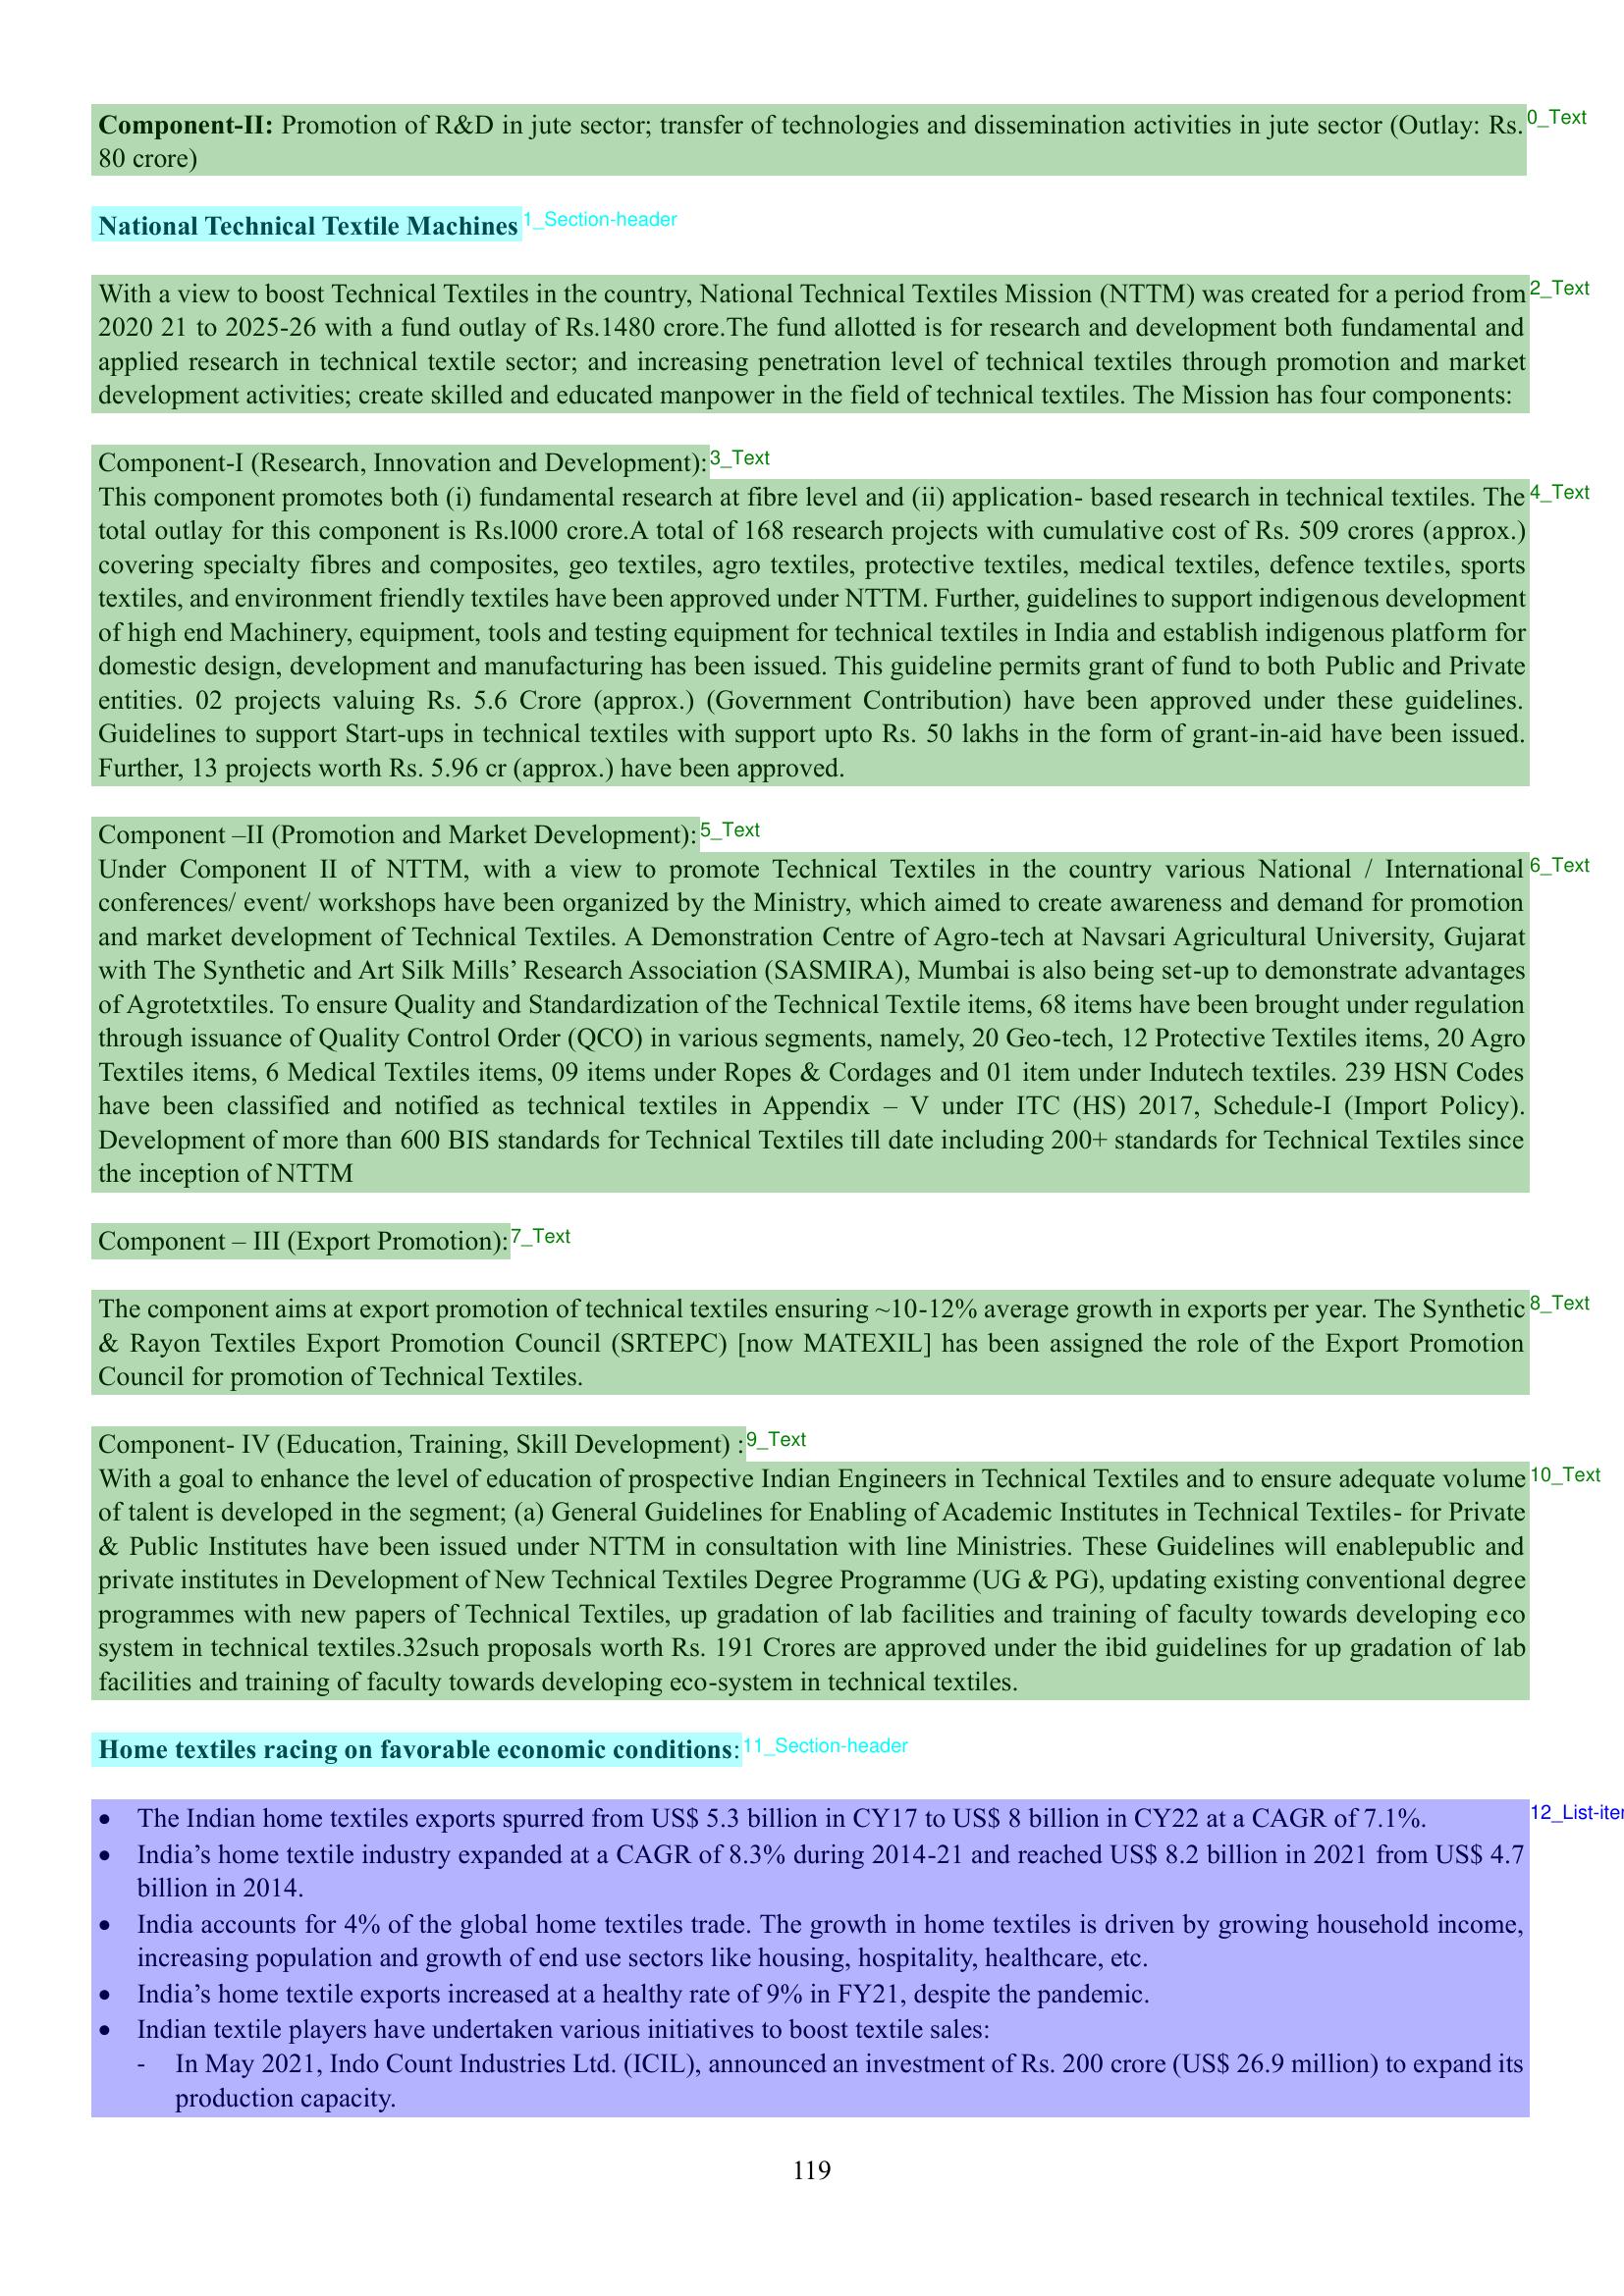 Component-II: Promotion of R&D in jute sector; transfer of technologies and dissemination activities in jute sector (Outlay: Rs. 0_Text
80 crore)
National Technical Textile Machines 1_Section-header
With a view to boost Technical Textiles in the country, National Technical Textiles Mission (NTTM) was created for a period from 2_Text
2020 21 to 2025-26 with a fund outlay of Rs.1480 crore.The fund allotted is for research and development both fundamental and
applied research in technical textile sector; and increasing penetration level of technical textiles through promotion and market
development activities; create skilled and educated manpower in the field of technical textiles. The Mission has four components:
Component-I (Research, Innovation and Development): 3_Text
This component promotes both (i) fundamental research at fibre level and (ii) application- based research in technical textiles. The 4_Text
total outlay for this component is Rs.l000 crore.A total of 168 research projects with cumulative cost of Rs. 509 crores (approx.)
covering specialty fibres and composites, geo textiles, agro textiles, protective textiles, medical textiles, defence textiles, sports
textiles, and environment friendly textiles have been approved under NTTM. Further, guidelines to support indigenous development
of high end Machinery, equipment, tools and testing equipment for technical textiles in India and establish indigenous platform for
domestic design, development and manufacturing has been issued. This guideline permits grant of fund to both Public and Private
entities. 02 projects valuing Rs. 5.6 Crore (approx.) (Government Contribution) have been approved under these guidelines.
Guidelines to support Start-ups in technical textiles with support upto Rs. 50 lakhs in the form of grant-in-aid have been issued.
Further, 13 projects worth Rs. 5.96 cr (approx.) have been approved.
Component –II (Promotion and Market Development): 5_Text
Under Component II of NTTM, with a view to promote Technical Textiles in the country various National / International 6_Text
conferences/ event/ workshops have been organized by the Ministry, which aimed to create awareness and demand for promotion
and market development of Technical Textiles. A Demonstration Centre of Agro-tech at Navsari Agricultural University, Gujarat
with The Synthetic and Art Silk Mills’ Research Association (SASMIRA), Mumbai is also being set-up to demonstrate advantages
of Agrotetxtiles. To ensure Quality and Standardization of the Technical Textile items, 68 items have been brought under regulation
through issuance of Quality Control Order (QCO) in various segments, namely, 20 Geo-tech, 12 Protective Textiles items, 20 Agro
Textiles items, 6 Medical Textiles items, 09 items under Ropes & Cordages and 01 item under Indutech textiles. 239 HSN Codes
have been classified and notified as technical textiles in Appendix – V under ITC (HS) 2017, Schedule-I (Import Policy).
Development of more than 600 BIS standards for Technical Textiles till date including 200+ standards for Technical Textiles since
the inception of NTTM
Component – III (Export Promotion): 7_Text
The component aims at export promotion of technical textiles ensuring ~10-12% average growth in exports per year. The Synthetic 8_Text
& Rayon Textiles Export Promotion Council (SRTEPC) [now MATEXIL] has been assigned the role of the Export Promotion
Council for promotion of Technical Textiles.
Component- IV (Education, Training, Skill Development) : 9_Text
With a goal to enhance the level of education of prospective Indian Engineers in Technical Textiles and to ensure adequate volume 10_Text
of talent is developed in the segment; (a) General Guidelines for Enabling of Academic Institutes in Technical Textiles- for Private
& Public Institutes have been issued under NTTM in consultation with line Ministries. These Guidelines will enablepublic and
private institutes in Development of New Technical Textiles Degree Programme (UG & PG), updating existing conventional degree
programmes with new papers of Technical Textiles, up gradation of lab facilities and training of faculty towards developing eco
system in technical textiles.32such proposals worth Rs. 191 Crores are approved under the ibid guidelines for up gradation of lab
facilities and training of faculty towards developing eco-system in technical textiles.
Home textiles racing on favorable economic conditions: 11_Section-header
• The Indian home textiles exports spurred from US$ 5.3 billion in CY17 to US$ 8 billion in CY22 at a CAGR of 7.1%. 12_List-iter
• India’s home textile industry expanded at a CAGR of 8.3% during 2014-21 and reached US$ 8.2 billion in 2021 from US$ 4.7
billion in 2014.
• India accounts for 4% of the global home textiles trade. The growth in home textiles is driven by growing household income,
increasing population and growth of end use sectors like housing, hospitality, healthcare, etc.
• India’s home textile exports increased at a healthy rate of 9% in FY21, despite the pandemic.
• Indian textile players have undertaken various initiatives to boost textile sales:
- In May 2021, Indo Count Industries Ltd. (ICIL), announced an investment of Rs. 200 crore (US$ 26.9 million) to expand its
production capacity.
119